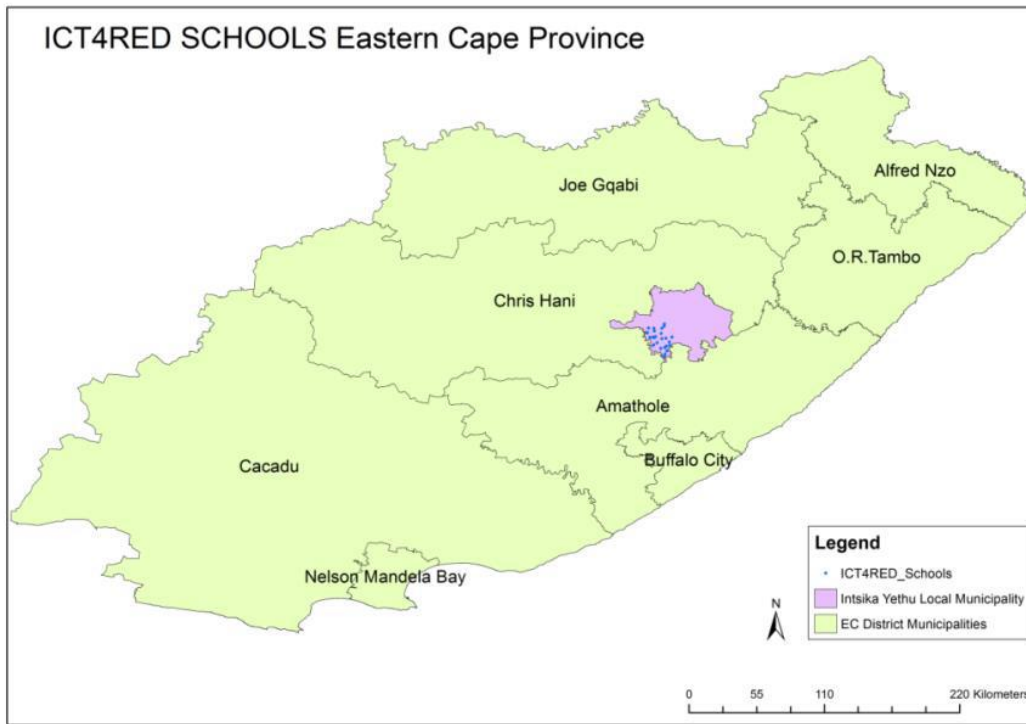 ICT4RED SCHOOLS Eastern Cape Province
Joe Gqabi
Alfred Nzo
O.R.Tambo
Chris Hani
Amathole
Buffalo City
Cacadu
Nelson Mandela Bay
Legend
ICT4RED_Schools
Intsika Yethu Local Municipality
EC District Municipalities
N
0 55 110 220 Kilometers